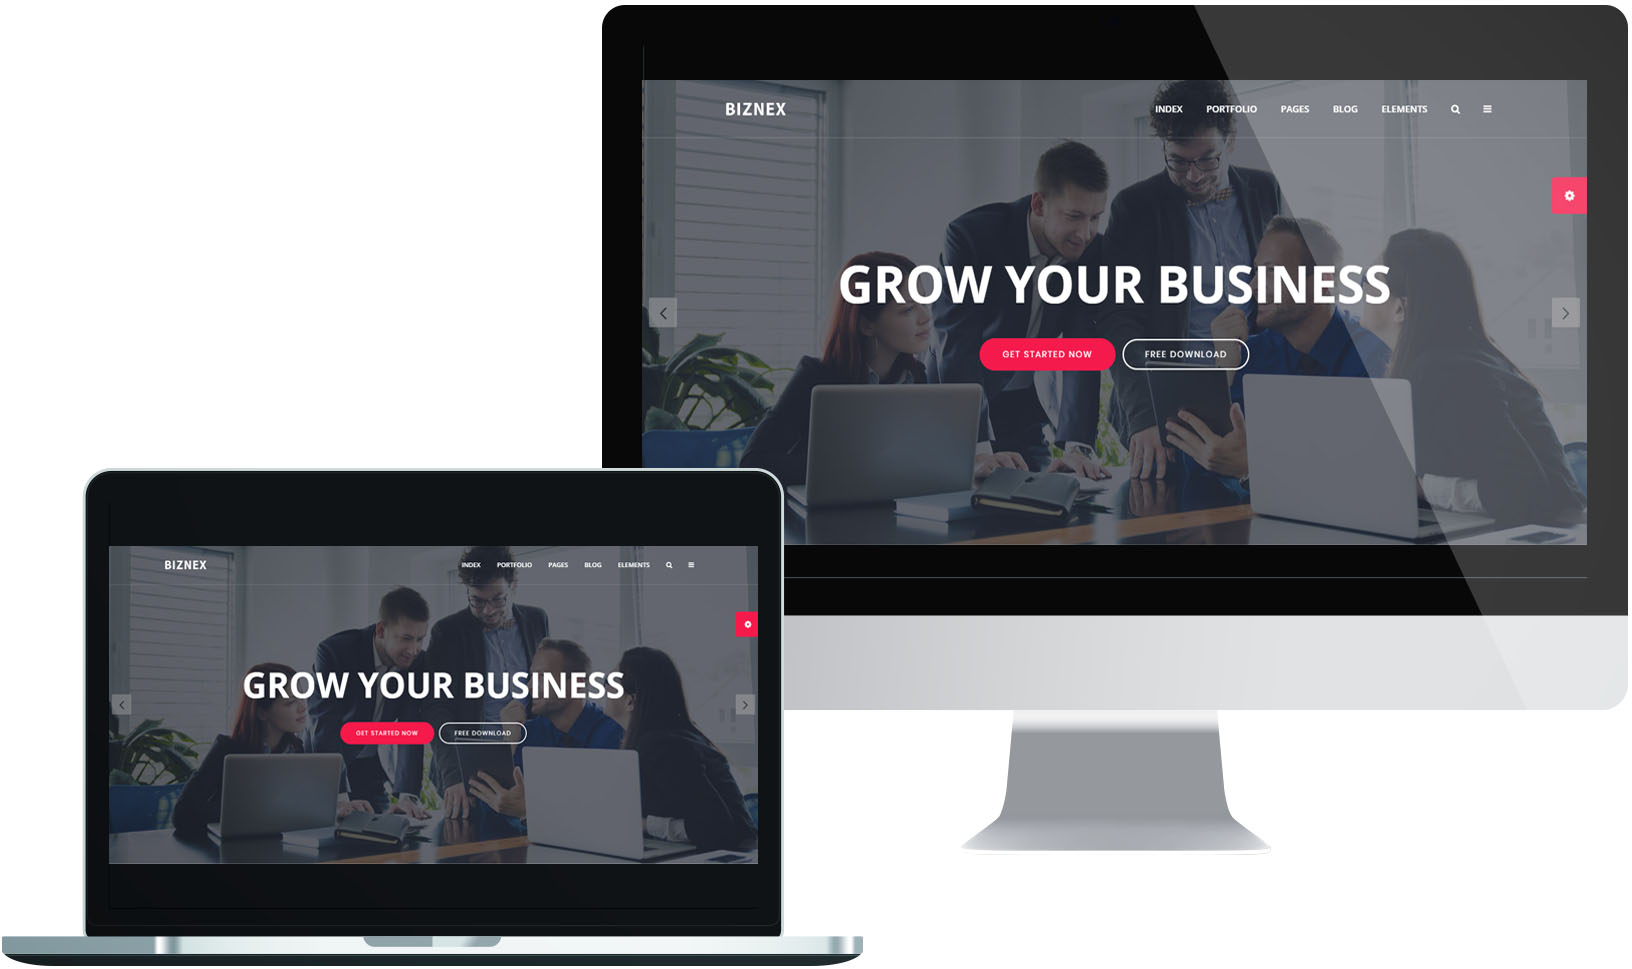 BIZNEX
INDEX PORTFOLIO PAGES BLOG ELEMENTS
GROW YOUR BUSINESS
GET STARTED NOW FREE DOWNLOAD
BIZNEX
INDEX PORTFOLIO PAGES BLOG ELEMENTS
GROW YOUR BUSINESS
GET STARTED NOW FREE DOWNLOAD